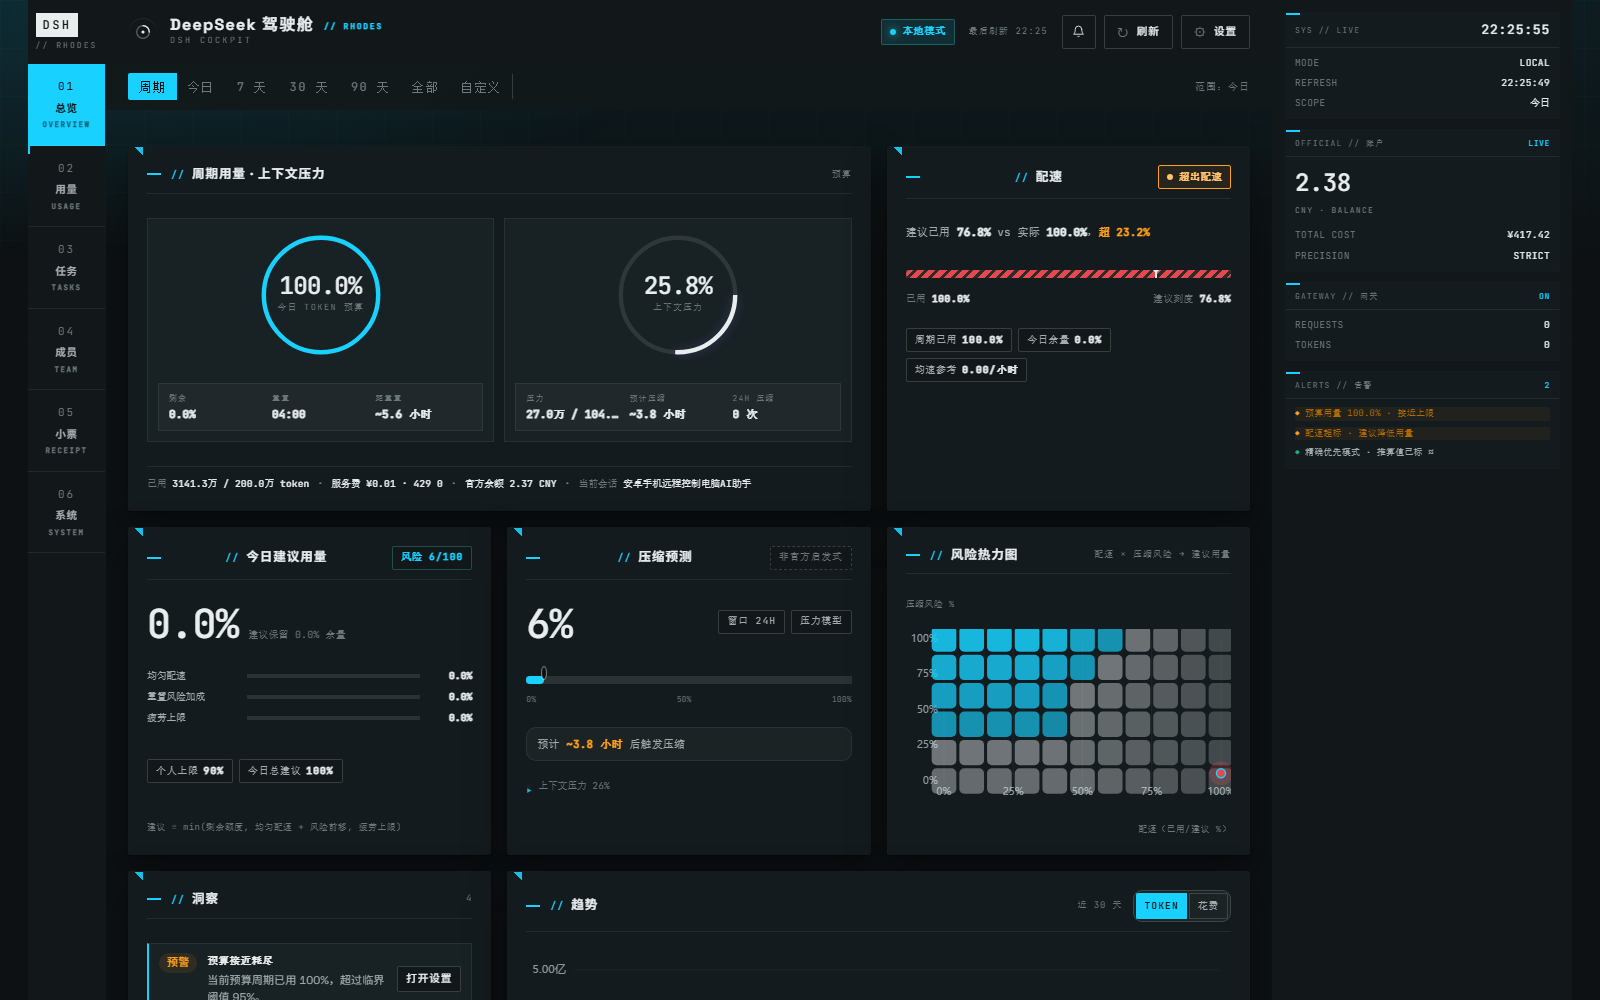 DSH
// RHODES
01
总览
OVERVIEW
02
用量
USAGE
03
任务
TASKS
04
成员
TEAM
05
小票
RECEIPT
06
系统
SYSTEM
DeepSeek 驾驶舱 // RHODES
DSH COCKPIT
本地模式
最后刷新 22:25
刷新
设置
周期 今日 7 天 30 天 90 天 全部 自定义
范围: 今日
// 周期用量 · 上下文压力
预算
100.0%
今日 TOKEN 预算
剩余 重置 距重置
0.0% 04:00 ~5.6 小时
25.8%
上下文压力
压力 预计压缩 24H 压缩
27.0万 / 104.… ~3.8 小时 0 次
已用 3141.3万 / 200.0万 token · 服务费 ¥0.01 · 429 0 · 官方余额 2.37 CNY · 当前会话 安卓手机远程控制电脑AI助手
// 配速
超出配速
建议已用 76.8% vs 实际 100.0%, 超 23.2%
已用 100.0%
建议刻度 76.8%
周期已用 100.0%
今日余量 0.0%
均速参考 0.00/小时
// 今日建议用量
风险 6/100
0.0% 建议保留 0.0% 余量
均匀配速 0.0%
重置风险加成 0.0%
疲劳上限 0.0%
个人上限 90%
今日总建议 100%
建议 = min(剩余额度, 均匀配速 + 风险前移, 疲劳上限)
// 压缩预测
非官方启发式
6%
窗口 24H
压力模型
0% 50% 100%
预计 ~3.8 小时 后触发压缩
▸ 上下文压力 26%
// 风险热力图
配速 × 压缩风险 → 建议用量
压缩风险 %
100%
75%
50%
25%
0%
0% 25% 50% 75% 100%
配速 (已用/建议 %)
// 洞察
4
预警
预算接近耗尽
当前预算周期已用 100%，超过临界
阈值 95%。
打开设置
// 趋势
近 30 天
TOKEN
花费
5.00亿
SYS // LIVE
22:25:55
MODE LOCAL
REFRESH 22:25:49
SCOPE 今日
OFFICIAL // 账户
LIVE
2.38
CNY · BALANCE
TOTAL COST ¥417.42
PRECISION STRICT
GATEWAY // 网关
ON
REQUESTS 0
TOKENS 0
ALERTS // 告警
2
预算用量 100.0% · 接近上限
配速超标 · 建议降低用量
精确优先模式 · 推算值已标 ≈